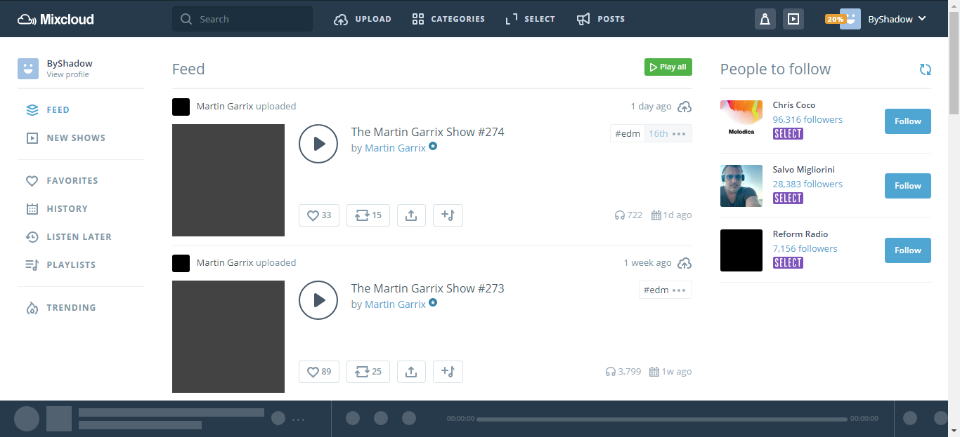 Mixcloud
Search
UPLOAD
CATEGORIES
SELECT
POSTS
20%
ByShadow
ByShadow
View profile
FEED
NEW SHOWS
FAVORITES
HISTORY
LISTEN LATER
PLAYLISTS
TRENDING
Feed
Play all
Martin Garrix uploaded
1 day ago
The Martin Garrix Show #274
by Martin Garrix
#edm 16th
33
15
722
1d ago
Martin Garrix uploaded
1 week ago
The Martin Garrix Show #273
by Martin Garrix
#edm
89
25
3,799
1w ago
People to follow
Melodica
Chris Coco
96,316 followers
SELECT
Follow
Salvo Migliorini
28,383 followers
SELECT
Follow
Reform Radio
7,156 followers
SELECT
Follow
00:00:00
00:00:00